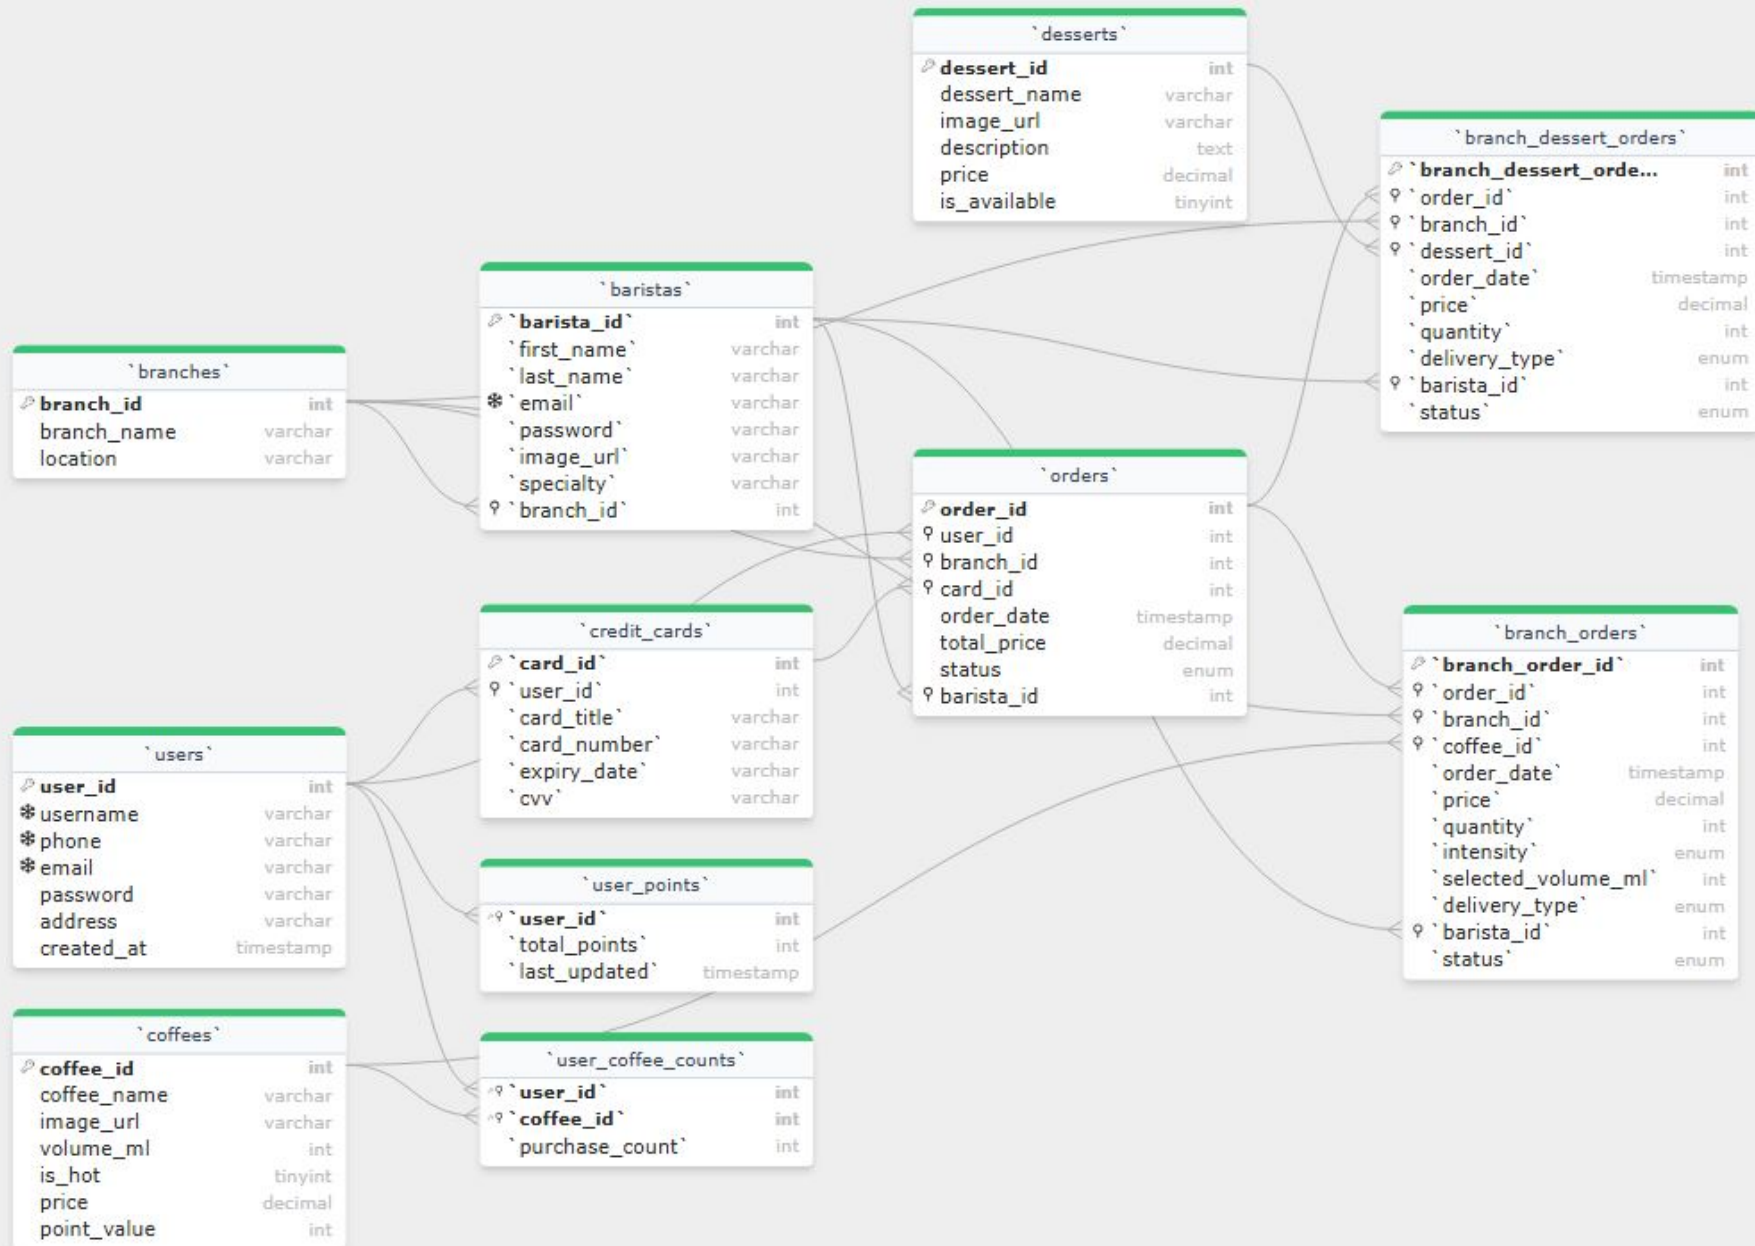 `desserts`
dessert_id int
dessert_name varchar
image_url varchar
description text
price decimal
is_available tinyint
`branch_dessert_orders`
`branch_dessert_orde... int
`order_id` int
`branch_id` int
`dessert_id` int
`order_date` timestamp
`price` decimal
`quantity` int
`delivery_type` enum
`barista_id` int
`status` enum
`baristas`
`barista_id` int
`first_name` varchar
`last_name` varchar
`email` varchar
`password` varchar
`image_url` varchar
`specialty` varchar
`branch_id` int
`branches`
branch_id int
branch_name varchar
location varchar
`orders`
order_id int
user_id int
branch_id int
card_id int
order_date timestamp
total_price decimal
status enum
barista_id int
`credit_cards`
`card_id` int
`user_id` int
`card_title` varchar
`card_number` varchar
`expiry_date` varchar
`cvv` varchar
`branch_orders`
`branch_order_id` int
`order_id` int
`branch_id` int
`coffee_id` int
`order_date` timestamp
`price` decimal
`quantity` int
`intensity` enum
`selected_volume_ml` int
`delivery_type` enum
`barista_id` int
`status` enum
`users`
user_id int
username varchar
phone varchar
email varchar
password varchar
address varchar
created_at timestamp
`user_points`
`user_id` int
`total_points` int
`last_updated` timestamp
`coffees`
coffee_id int
coffee_name varchar
image_url varchar
volume_ml int
is_hot tinyint
price decimal
point_value int
`user_coffee_counts`
`user_id` int
`coffee_id` int
`purchase_count` int